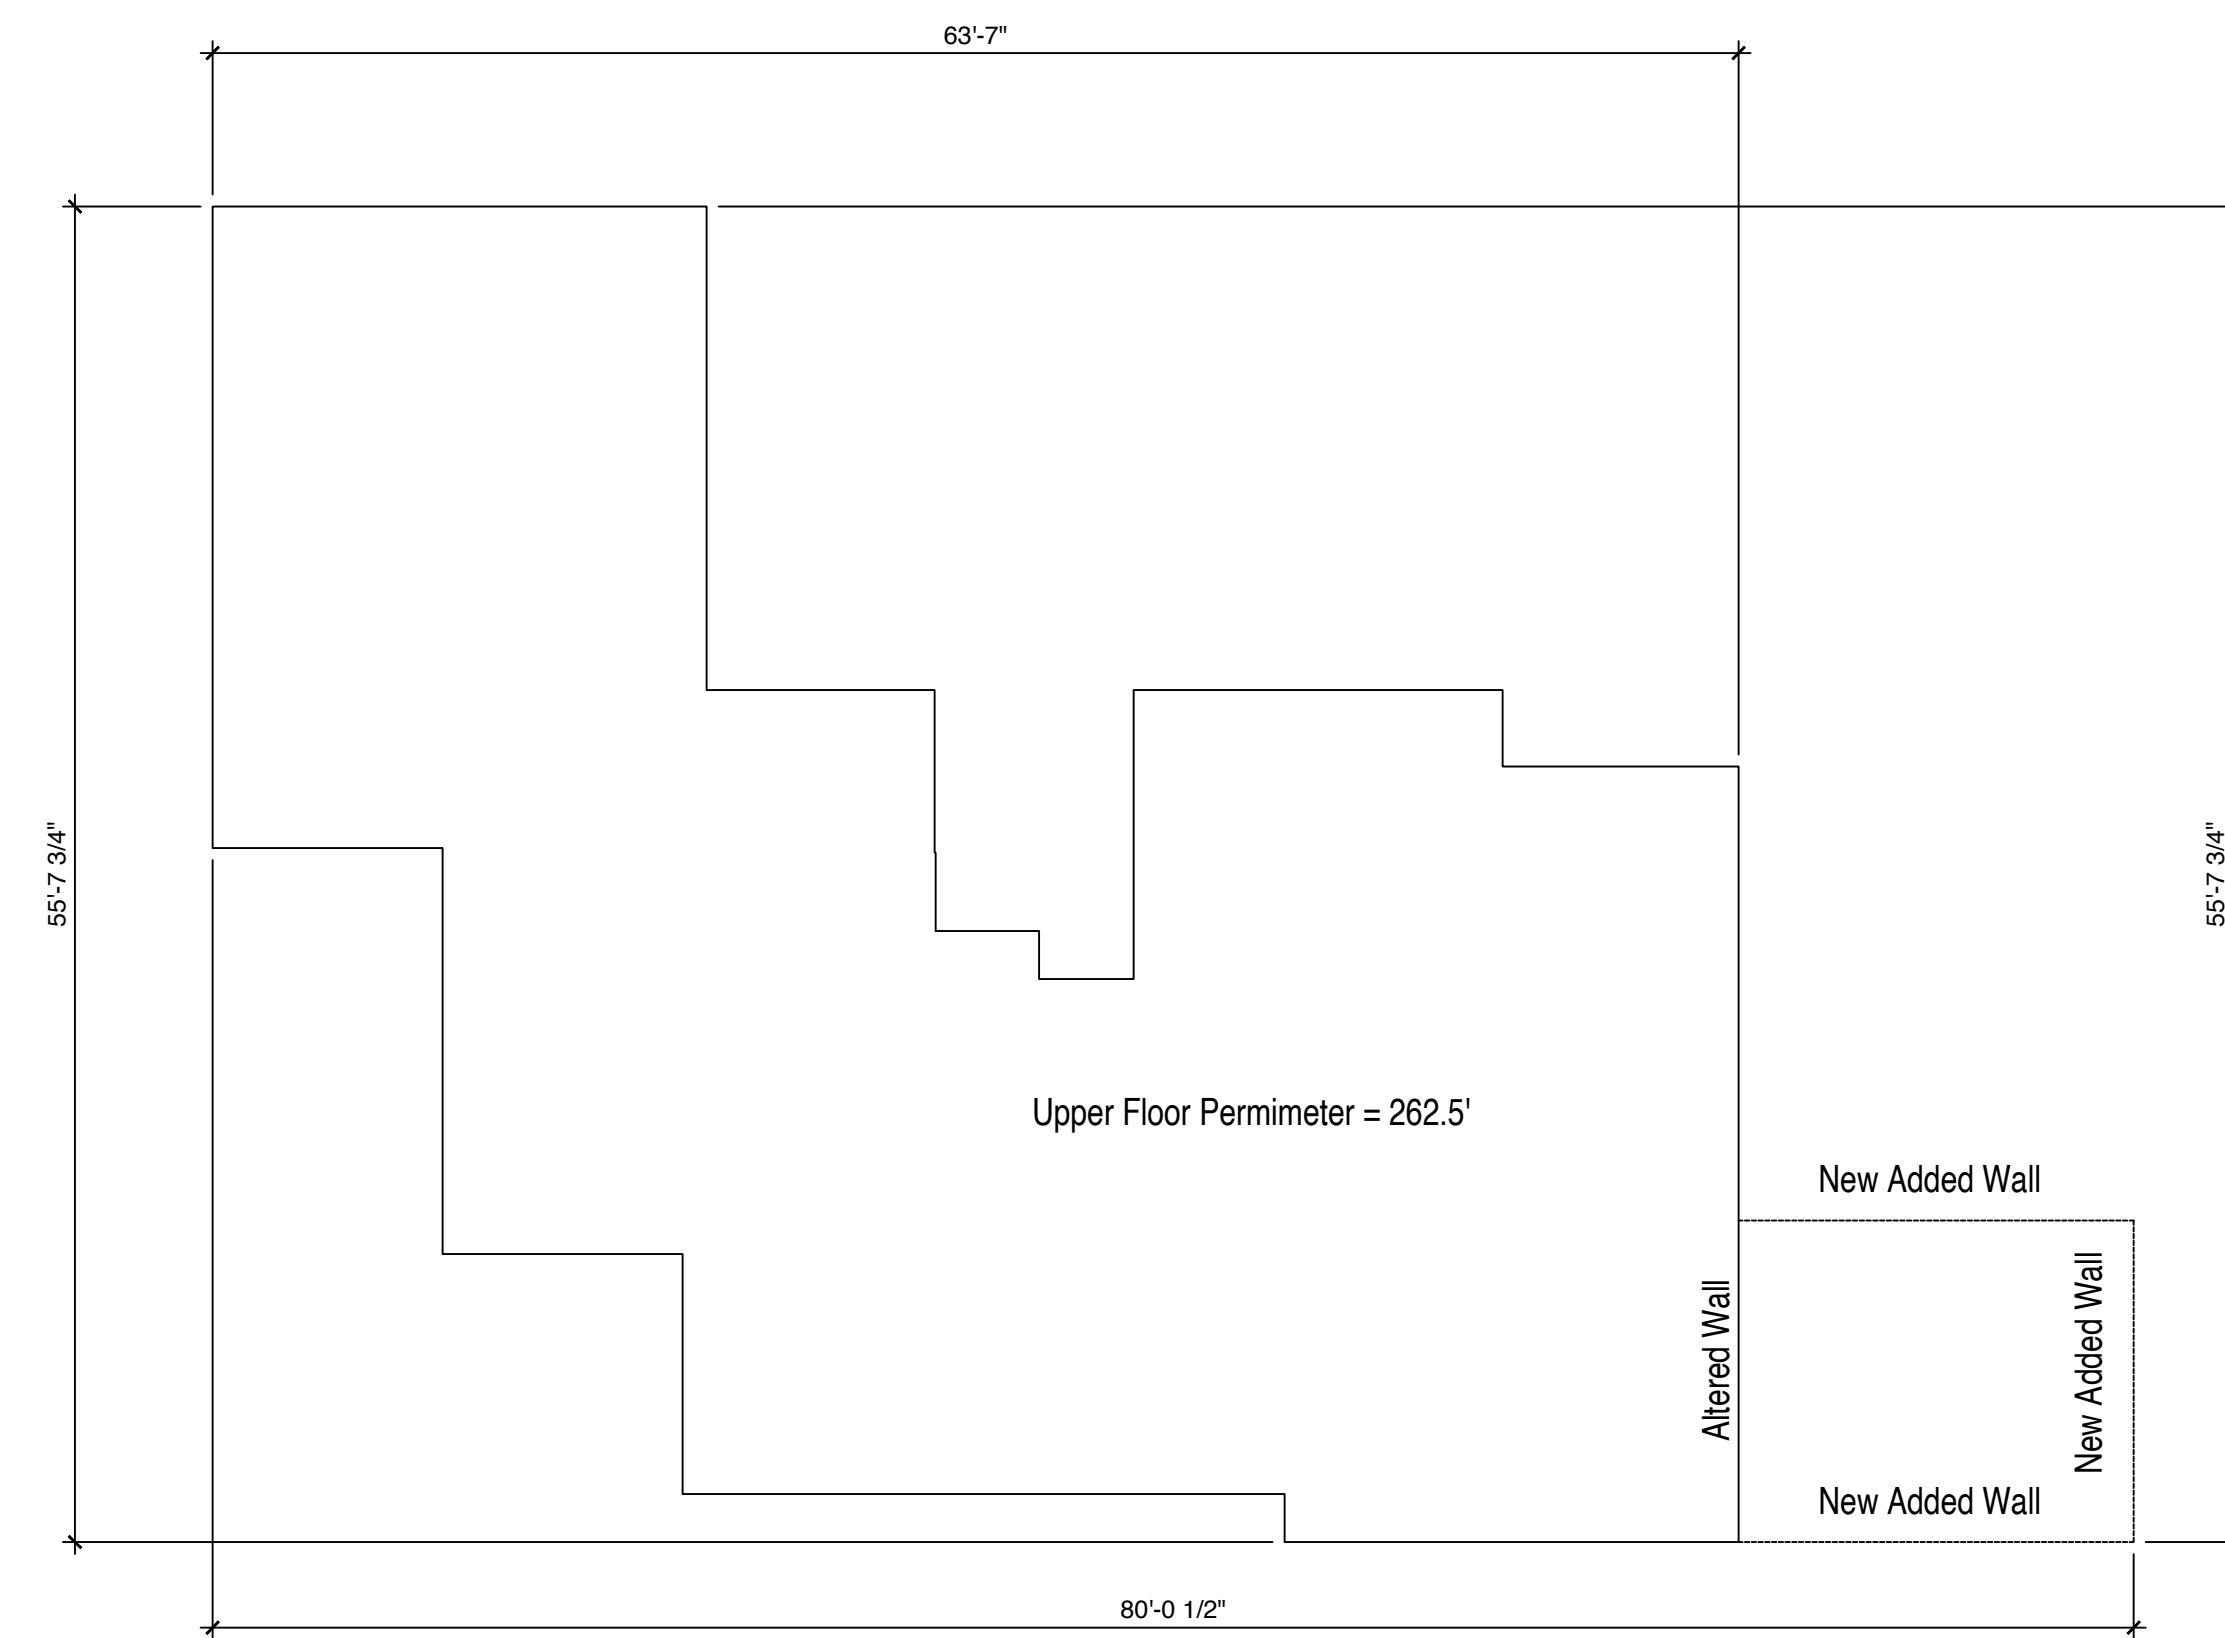 63'-7"
55'-7 3/4"
55'-7 3/4"
Upper Floor Permimeter = 262.5'
New Added Wall
Altered Wall
New Added Wall
New Added Wall
80'-0 1/2"